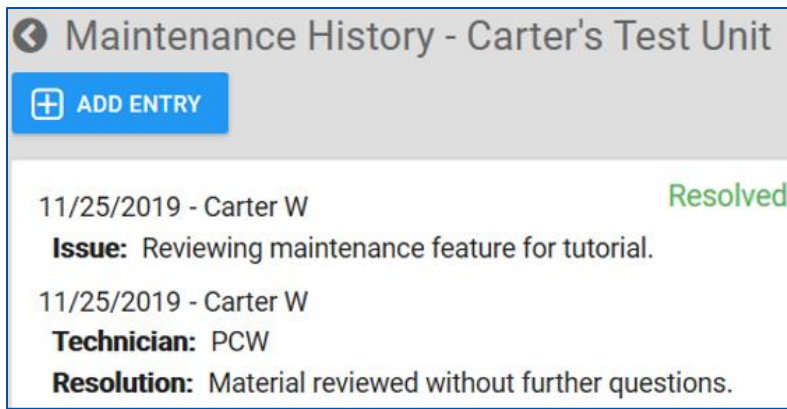 Maintenance History - Carter's Test Unit
ADD ENTRY
11/25/2019 - Carter W
Resolved
Issue: Reviewing maintenance feature for tutorial.
11/25/2019 - Carter W
Technician: PCW
Resolution: Material reviewed without further questions.